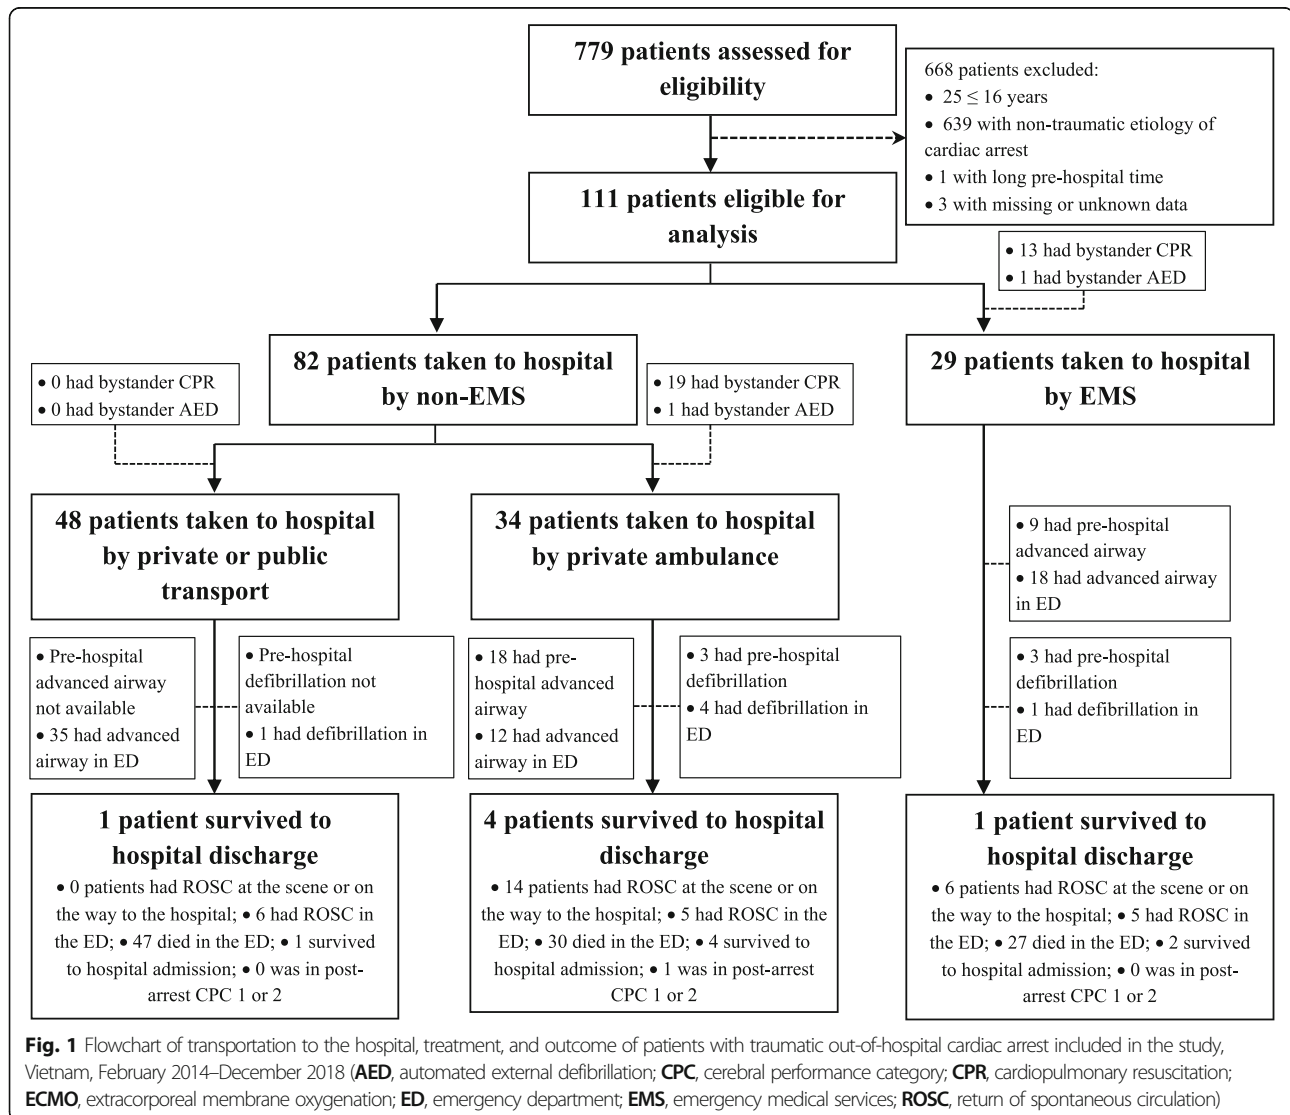 779 patients assessed for
eligibility
668 patients excluded:
• 25 ≤ 16 years
• 639 with non-traumatic etiology of
cardiac arrest
• 1 with long pre-hospital time
• 3 with missing or unknown data
111 patients eligible for
analysis
• 13 had bystander CPR
• 1 had bystander AED
82 patients taken to hospital
by non-EMS
29 patients taken to hospital
by EMS
• 0 had bystander CPR
• 0 had bystander AED
• 19 had bystander CPR
• 1 had bystander AED
48 patients taken to hospital
by private or public
transport
34 patients taken to hospital
by private ambulance
• 9 had pre-hospital
advanced airway
• 18 had advanced airway
in ED
• Pre-hospital
advanced airway
not available
• 35 had advanced
airway in ED
• Pre-hospital
defibrillation not
available
• 1 had defibrillation in
ED
• 18 had pre-
hospital advanced
airway
• 12 had advanced
airway in ED
• 3 had pre-hospital
defibrillation
• 4 had defibrillation in
ED
• 3 had pre-hospital
defibrillation
• 1 had defibrillation in
ED
1 patient survived to
hospital discharge
• 0 patients had ROSC at the scene or on
the way to the hospital; • 6 had ROSC in
the ED; • 47 died in the ED; • 1 survived
to hospital admission; • 0 was in post-
arrest CPC 1 or 2
4 patients survived to hospital
discharge
• 14 patients had ROSC at the scene or on
the way to the hospital; • 5 had ROSC in the
ED; • 30 died in the ED; • 4 survived to
hospital admission; • 1 was in post-arrest
CPC 1 or 2
1 patient survived to
hospital discharge
• 6 patients had ROSC at the scene or on
the way to the hospital; • 5 had ROSC in the
ED; • 27 died in the ED; • 2 survived
to hospital admission; • 0 was in post-
arrest CPC 1 or 2
Fig. 1 Flowchart of transportation to the hospital, treatment, and outcome of patients with traumatic out-of-hospital cardiac arrest included in the study,
Vietnam, February 2014–December 2018 (AED, automated external defibrillation; CPC, cerebral performance category; CPR, cardiopulmonary resuscitation;
ECMO, extracorporeal membrane oxygenation; ED, emergency department; EMS, emergency medical services; ROSC, return of spontaneous circulation)